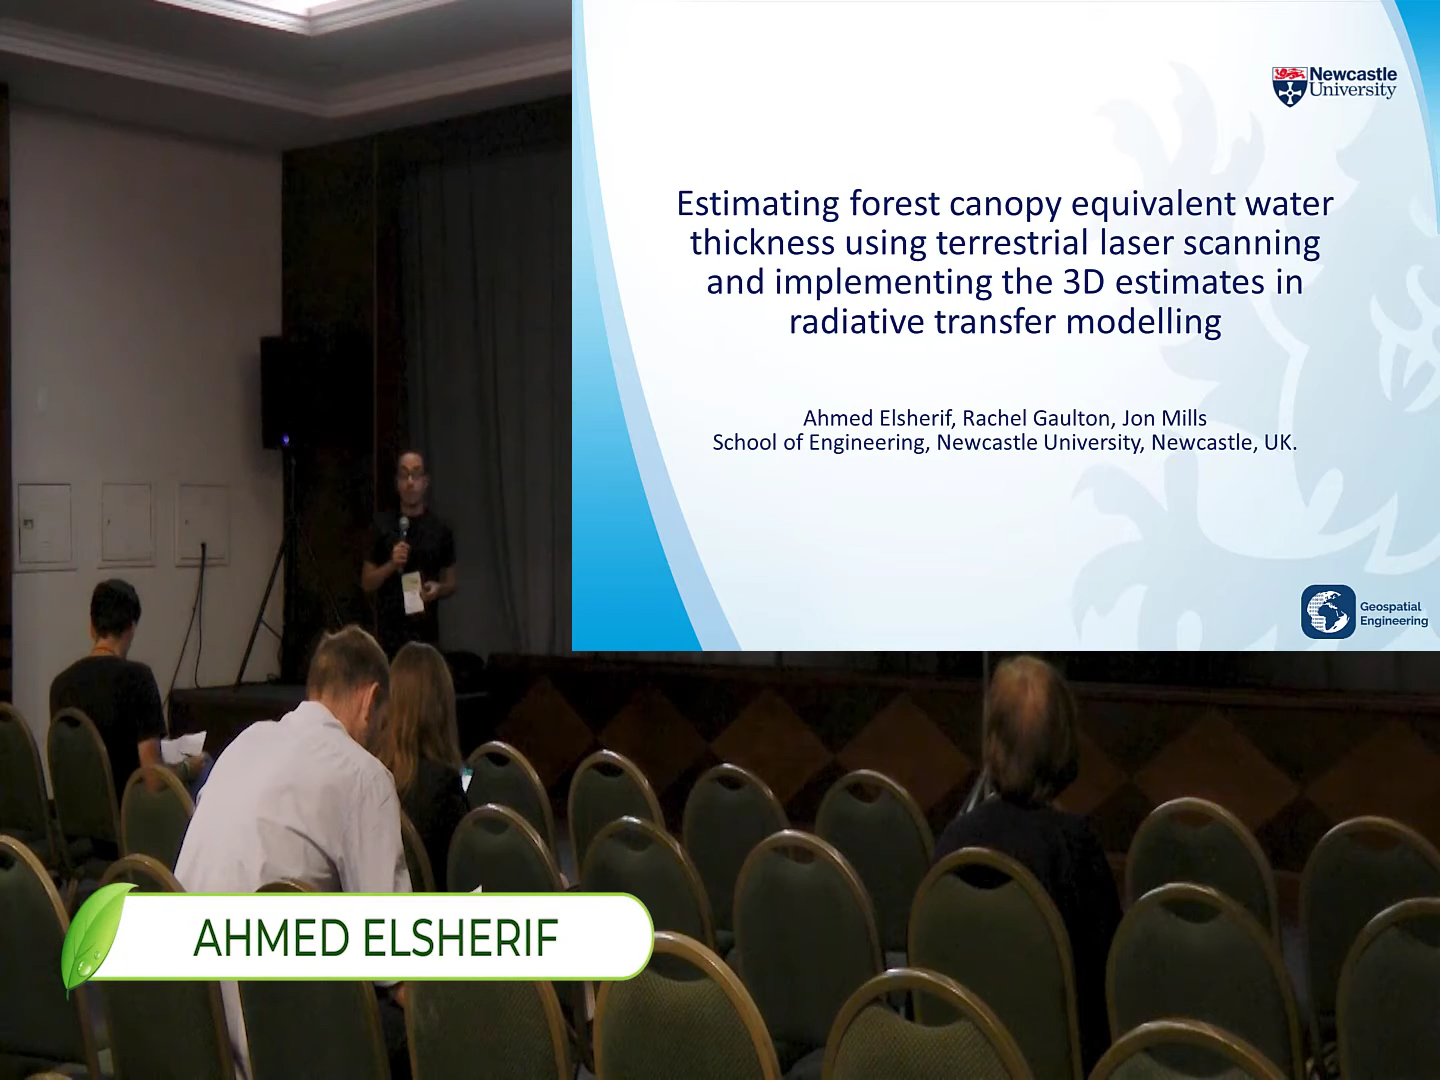 Newcastle
University
Estimating forest canopy equivalent water
thickness using terrestrial laser scanning
and implementing the 3D estimates in
radiative transfer modelling
Ahmed Elsherif, Rachel Gaulton, Jon Mills
School of Engineering, Newcastle University, Newcastle, UK.
Geospatial
Engineering
AHMED ELSHERIF